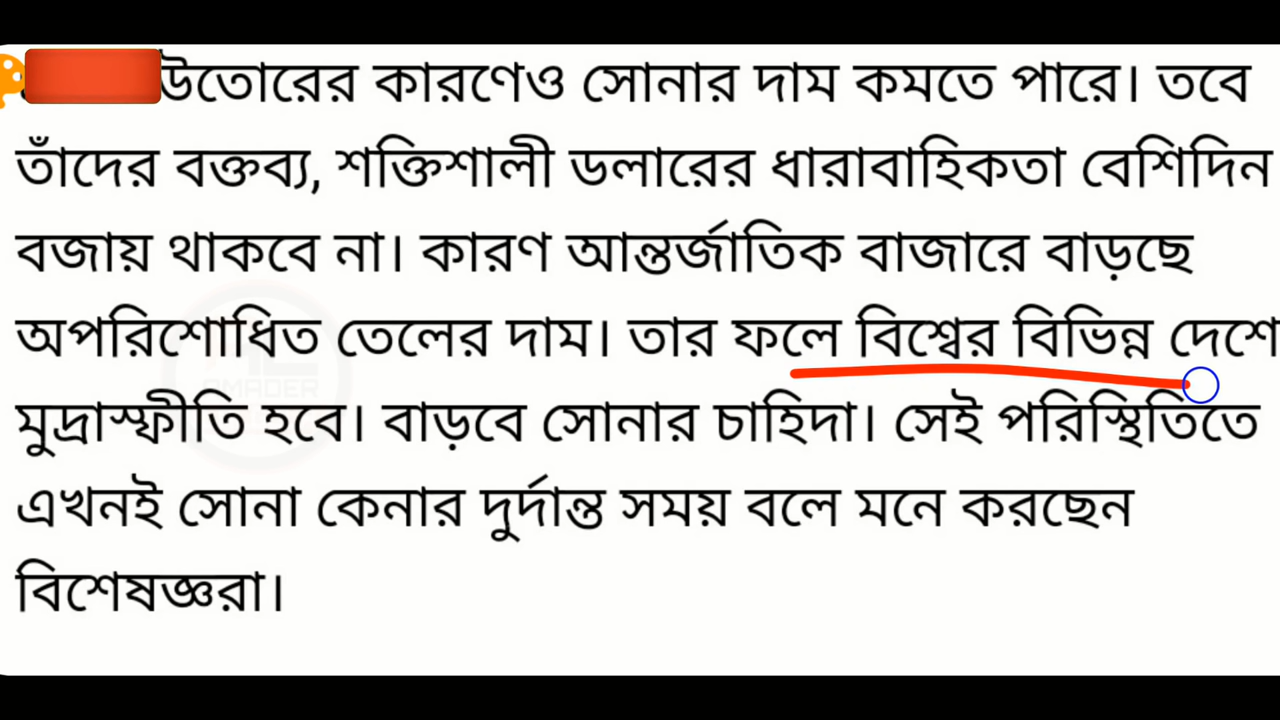 উতোরের কারণেও সোনার দাম কমতে পারে। তবে
তাঁদের বক্তব্য, শক্তিশালী ডলারের ধারাবাহিকতা বেশিদিন
বজায় থাকবে না। কারণ আন্তর্জাতিক বাজারে বাড়ছে
অপরিশোধিত তেলের দাম। তার ফলে বিশ্বের বিভিন্ন দেশে
AMADER
মুদ্রাস্ফীতি হবে। বাড়বে সোনার চাহিদা। সেই পরিস্থিতিতে
এখনই সোনা কেনার দুর্দান্ত সময় বলে মনে করছেন
বিশেষজ্ঞরা।